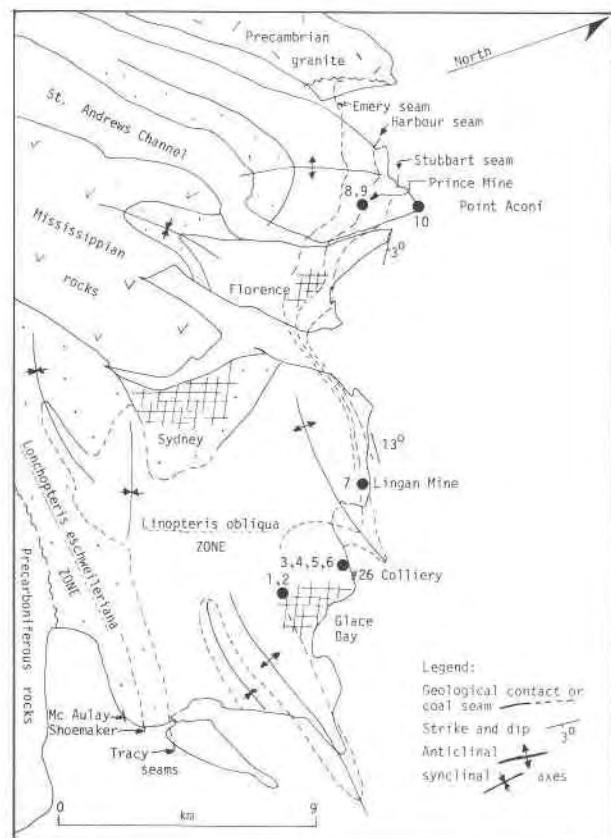 Precambrian
granite
North
Emery seam
Harbour seam
St. Andrews Channel
Stubbart seam
Prince Mine
8,9
Point Aconi
10
Mississippian
rocks
3°
Florence
Sydney
13°
7
Lingan Mine
Lonchopteris eschweileriana
ZONE
Linopteris obliqua
ZONE
3,4,5,6
#26 Colliery
1,2
Glace
Bay
Precarboniferous rocks
Mc Aulay
Shoemaker
Tracy
seams
Legend:
Geological contact or
coal seam
Strike and dip
3°
Anticlinal
synclinal
axes
0
km
9